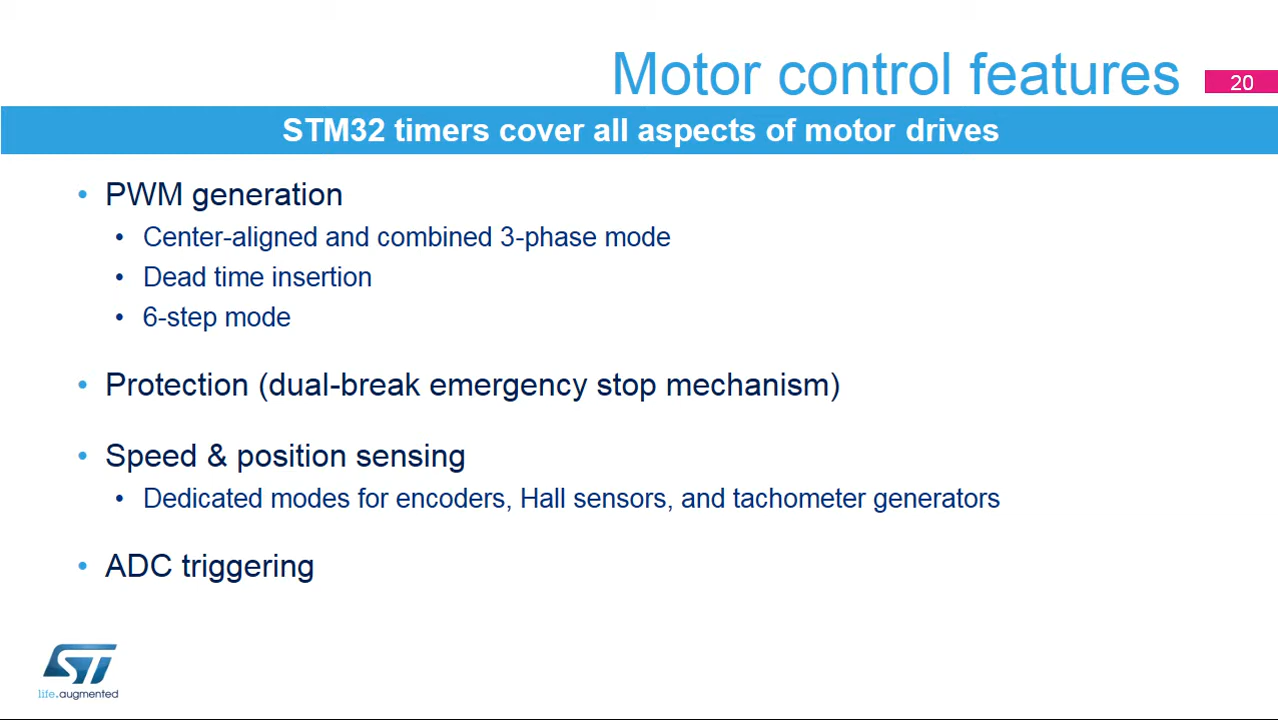 Motor control features
20
STM32 timers cover all aspects of motor drives
• PWM generation
• Center-aligned and combined 3-phase mode
• Dead time insertion
• 6-step mode
• Protection (dual-break emergency stop mechanism)
• Speed & position sensing
• Dedicated modes for encoders, Hall sensors, and tachometer generators
• ADC triggering
ST
life.augmented